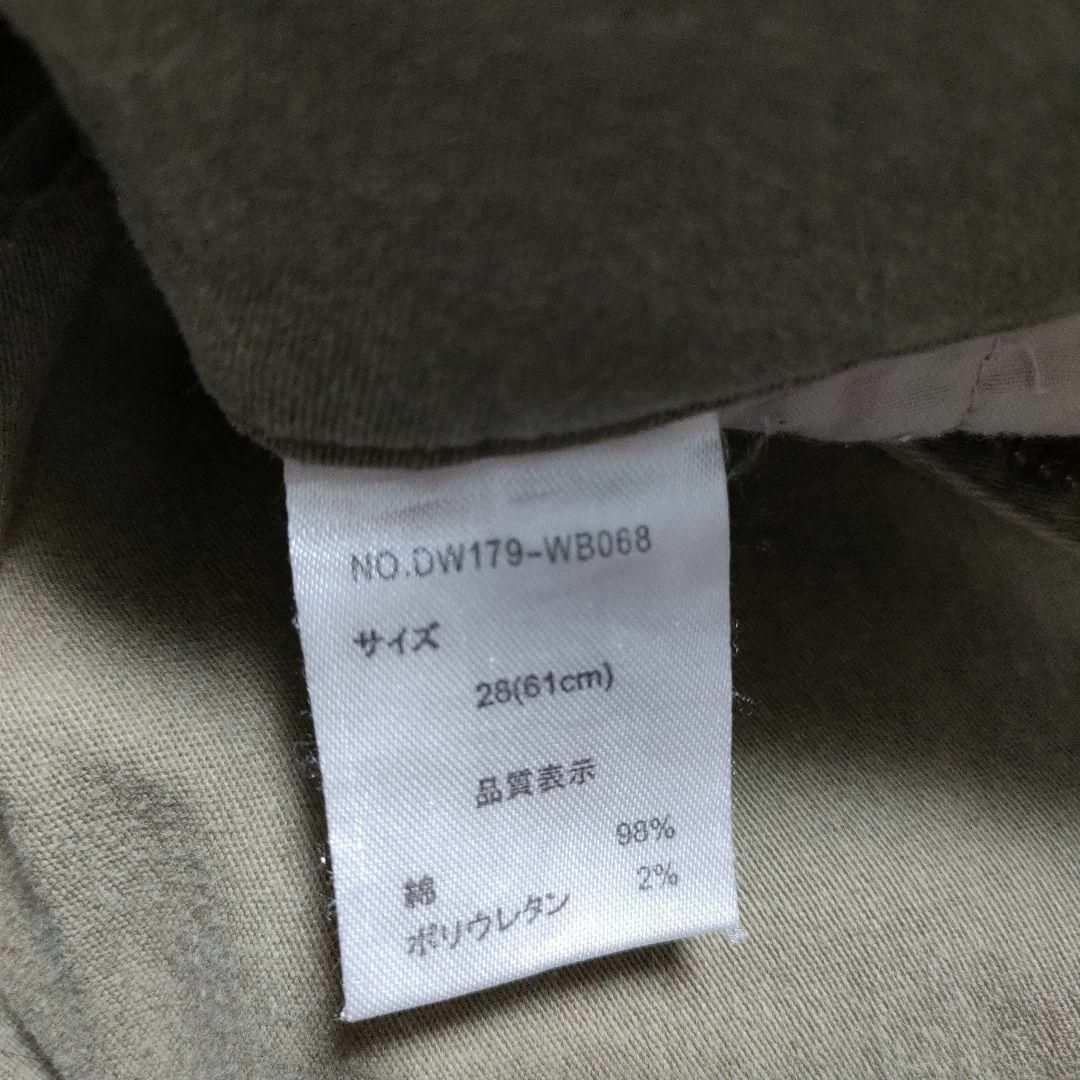 NO.DW179-WB068
サイズ
28(61cm)
品質表示
98%
綿
2%
ポリウレタン